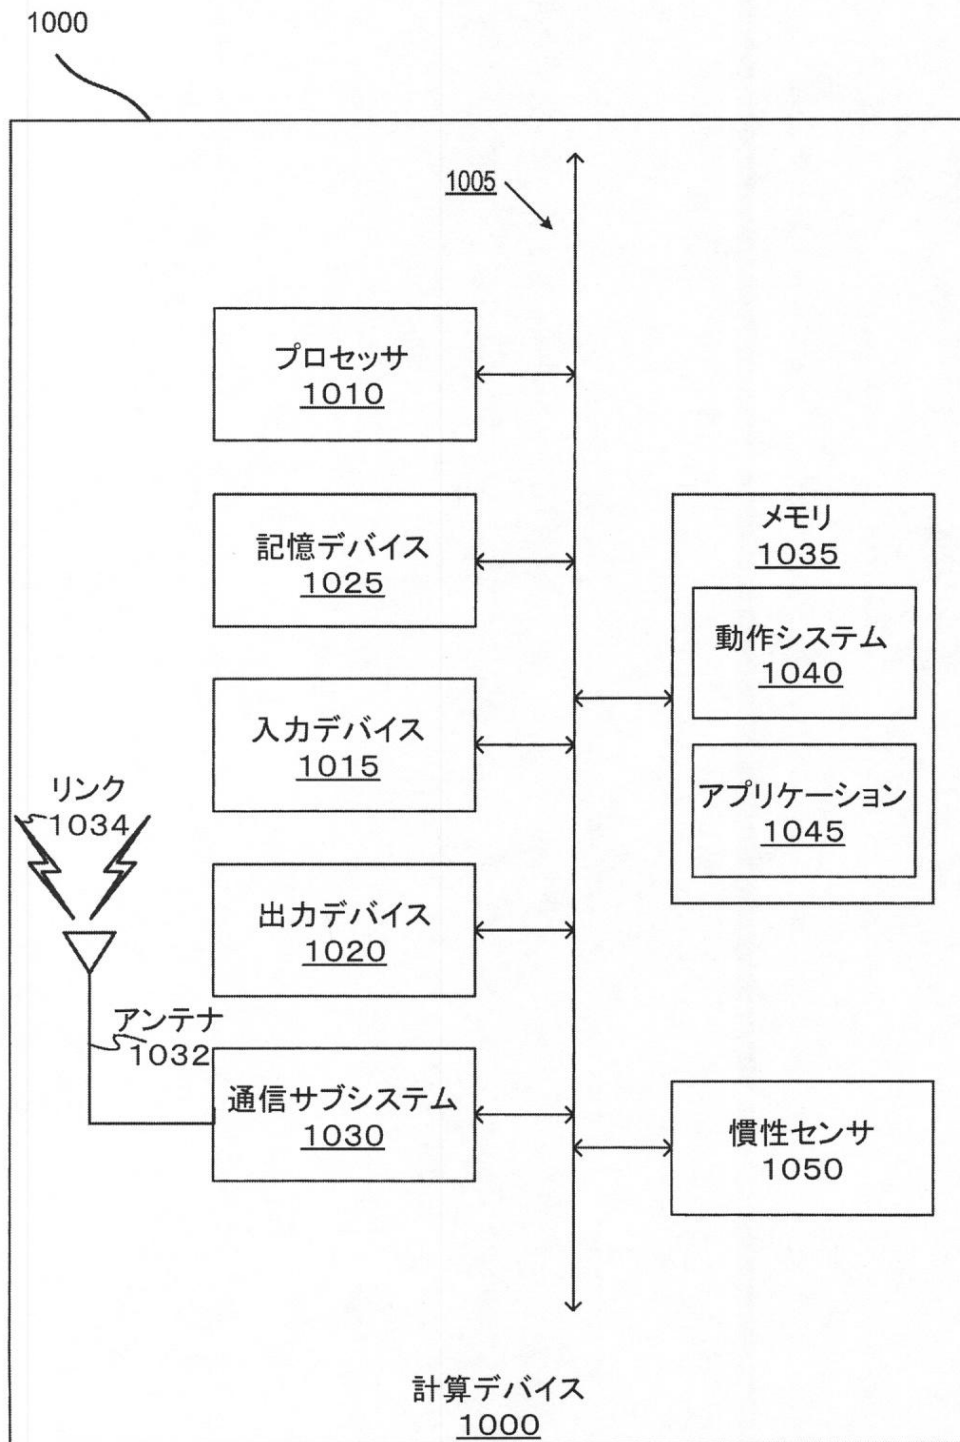 1000
1005
プロセッサ
1010
記憶デバイス
1025
メモリ
1035
動作システム
1040
入力デバイス
1015
アプリケーション
1045
リンク
1034
出力デバイス
1020
アンテナ
1032
通信サブシステム
1030
慣性センサ
1050
計算デバイス
1000